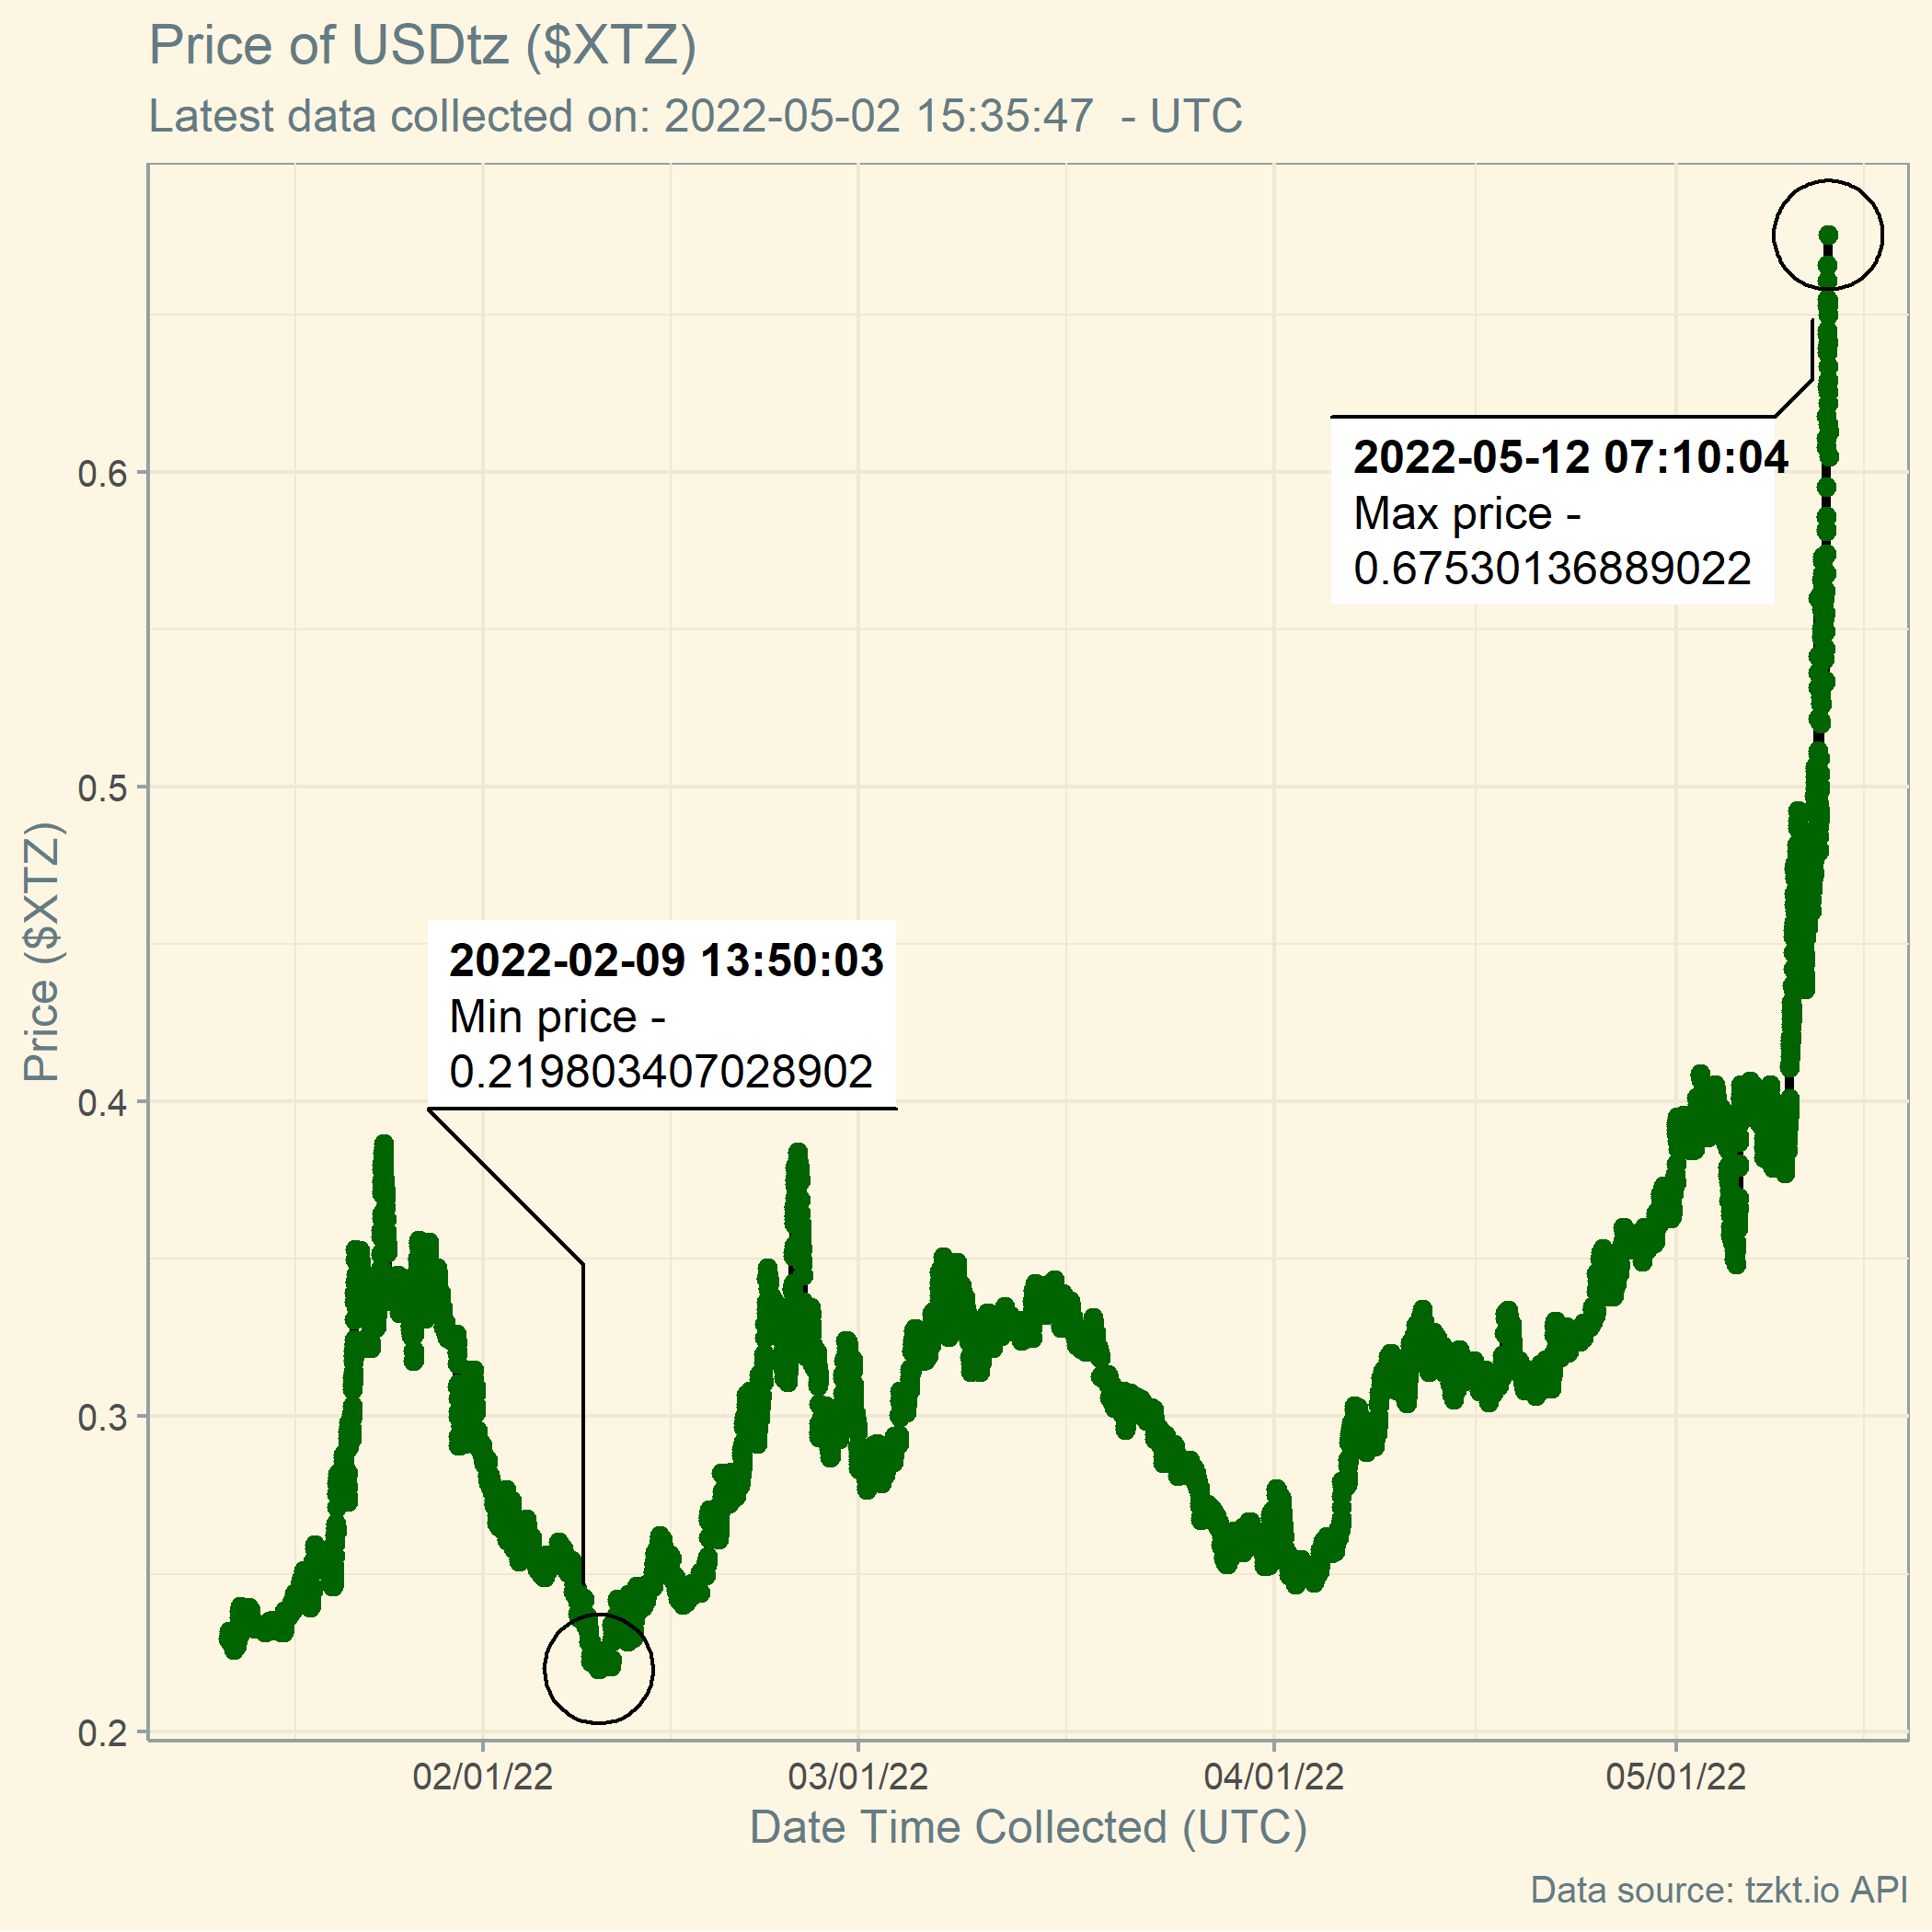 Price of USDtz ($XTZ)
Latest data collected on: 2022-05-02 15:35:47  - UTC
2022-05-12 07:10:04
Max price -
0.67530136889022
2022-02-09 13:50:03
Min price -
0.219803407028902
Price ($XTZ)
0.6
0.5
0.4
0.3
0.2
02/01/22
03/01/22
04/01/22
05/01/22
Date Time Collected (UTC)
Data source: tzkt.io API